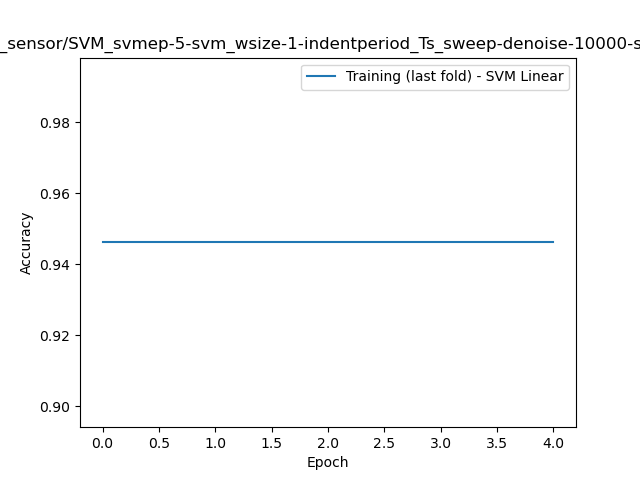 _sensor/SVM_svmep-5-svm_wsize-1-indentperiod_Ts_sweep-denoise-10000-s
Training (last fold) - SVM Linear
Accuracy
0.98
0.96
0.94
0.92
0.90
0.0 0.5 1.0 1.5 2.0 2.5 3.0 3.5 4.0
Epoch